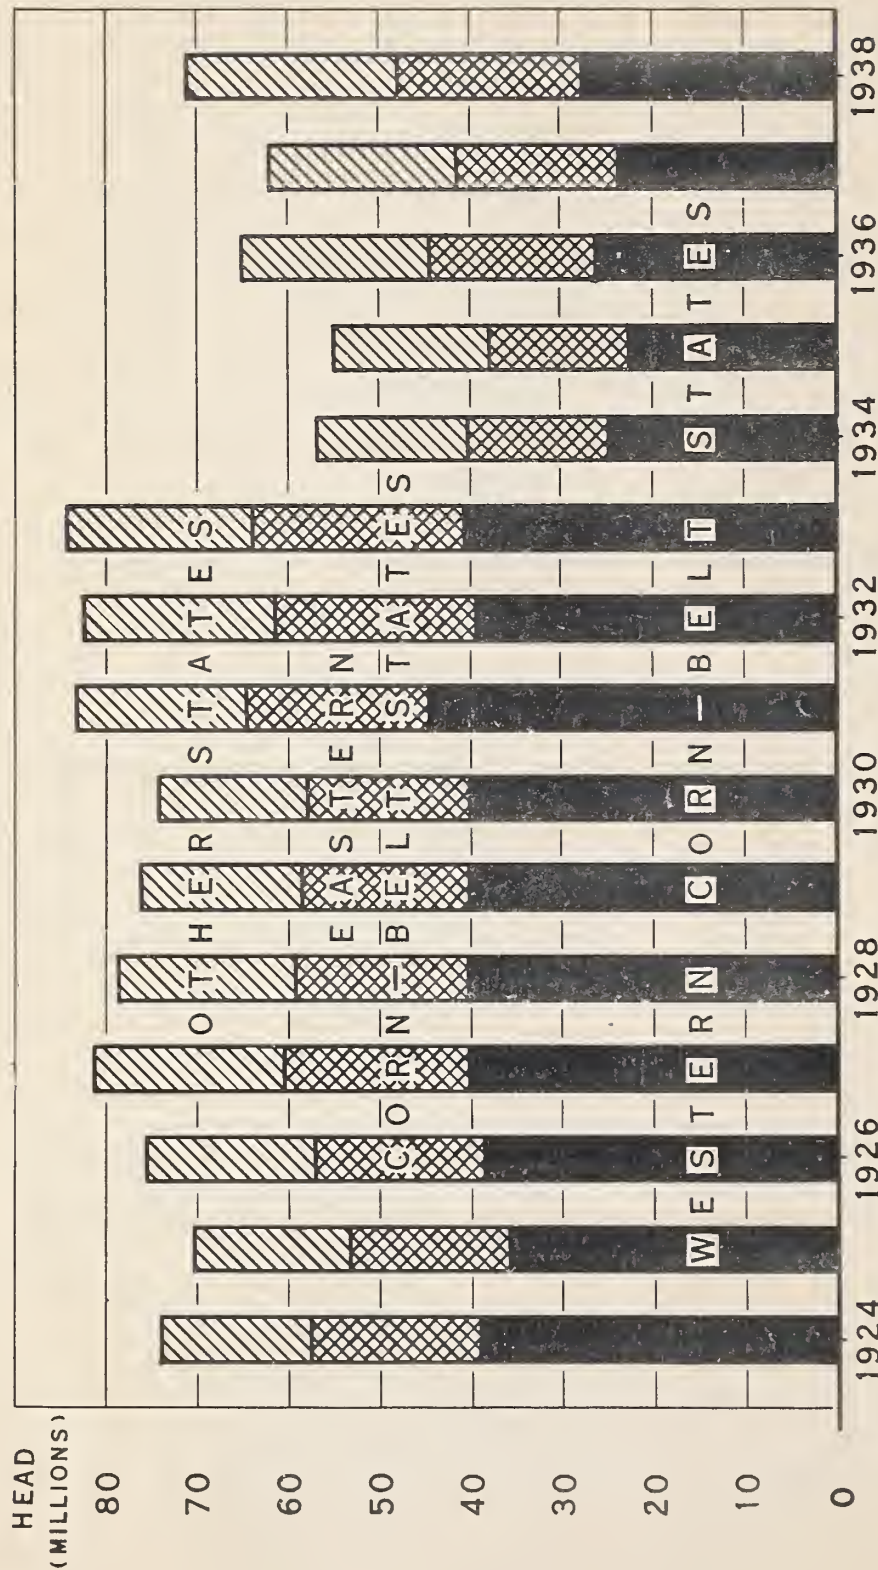 HEAD
(MILLIONS)
80
70
60
50
40
30
20
10
0
OTHER STATES
EASTERN
CORN-BELT STATES
WESTERN CORN-BELT STATES
1924 1926 1928 1930 1932 1934 1936 1938